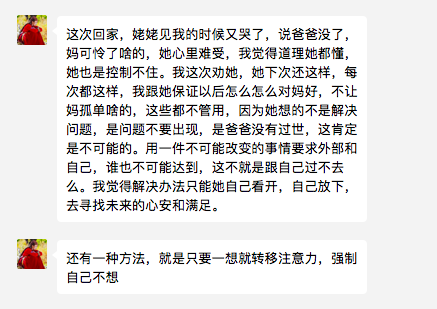 这次回家，姥姥见我的时候又哭了，说爸爸没了，
妈可怜了啥的，她心里难受，我觉得道理她都懂，
她也是控制不住。我这次劝她，她下次还这样，每
次都这样，我跟她保证以后怎么怎么对妈好，不让
妈孤单啥的，这些都不管用，因为她想的不是解决
问题，是问题不要出现，是爸爸没有过世，这肯定
是不可能的。用一件不可能改变的事情要求外部和
自己，谁也不可能达到，这不就是跟自己过不去
么。我觉得解决办法只能她自己看开，自己放下，
去寻找未来的心安和满足。
还有一种方法，就是只要一想就转移注意力，强制
自己不想